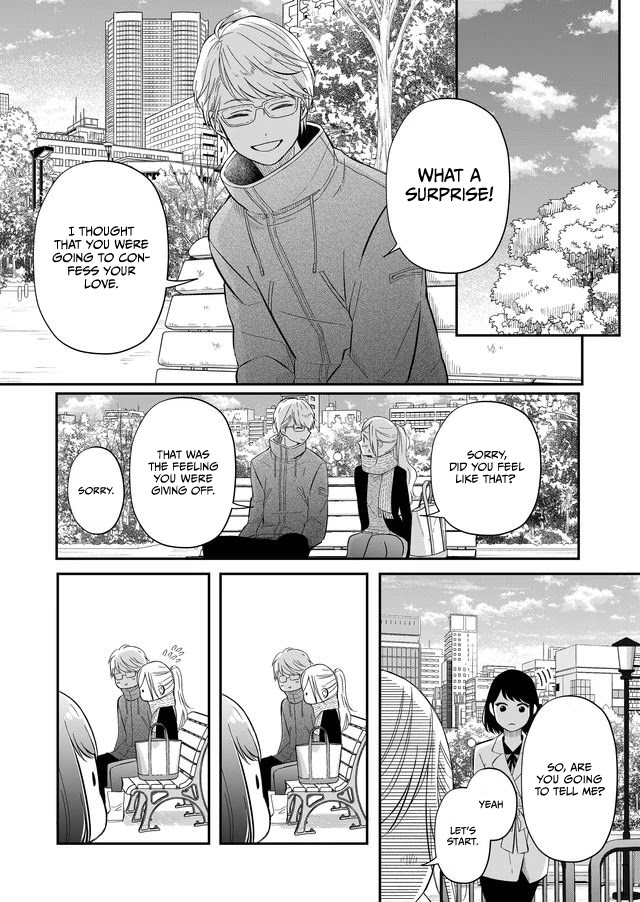 WHAT A
SURPRISE!
I THOUGHT
THAT YOU WERE
GOING TO CON-
FESS YOUR
LOVE.
SORRY,
DID YOU FEEL
LIKE THAT?
THAT WAS
THE FEELING
YOU WERE
GIVING OFF.
SORRY.
SO, ARE
YOU GOING
TO TELL ME?
YEAH
LET'S
START.